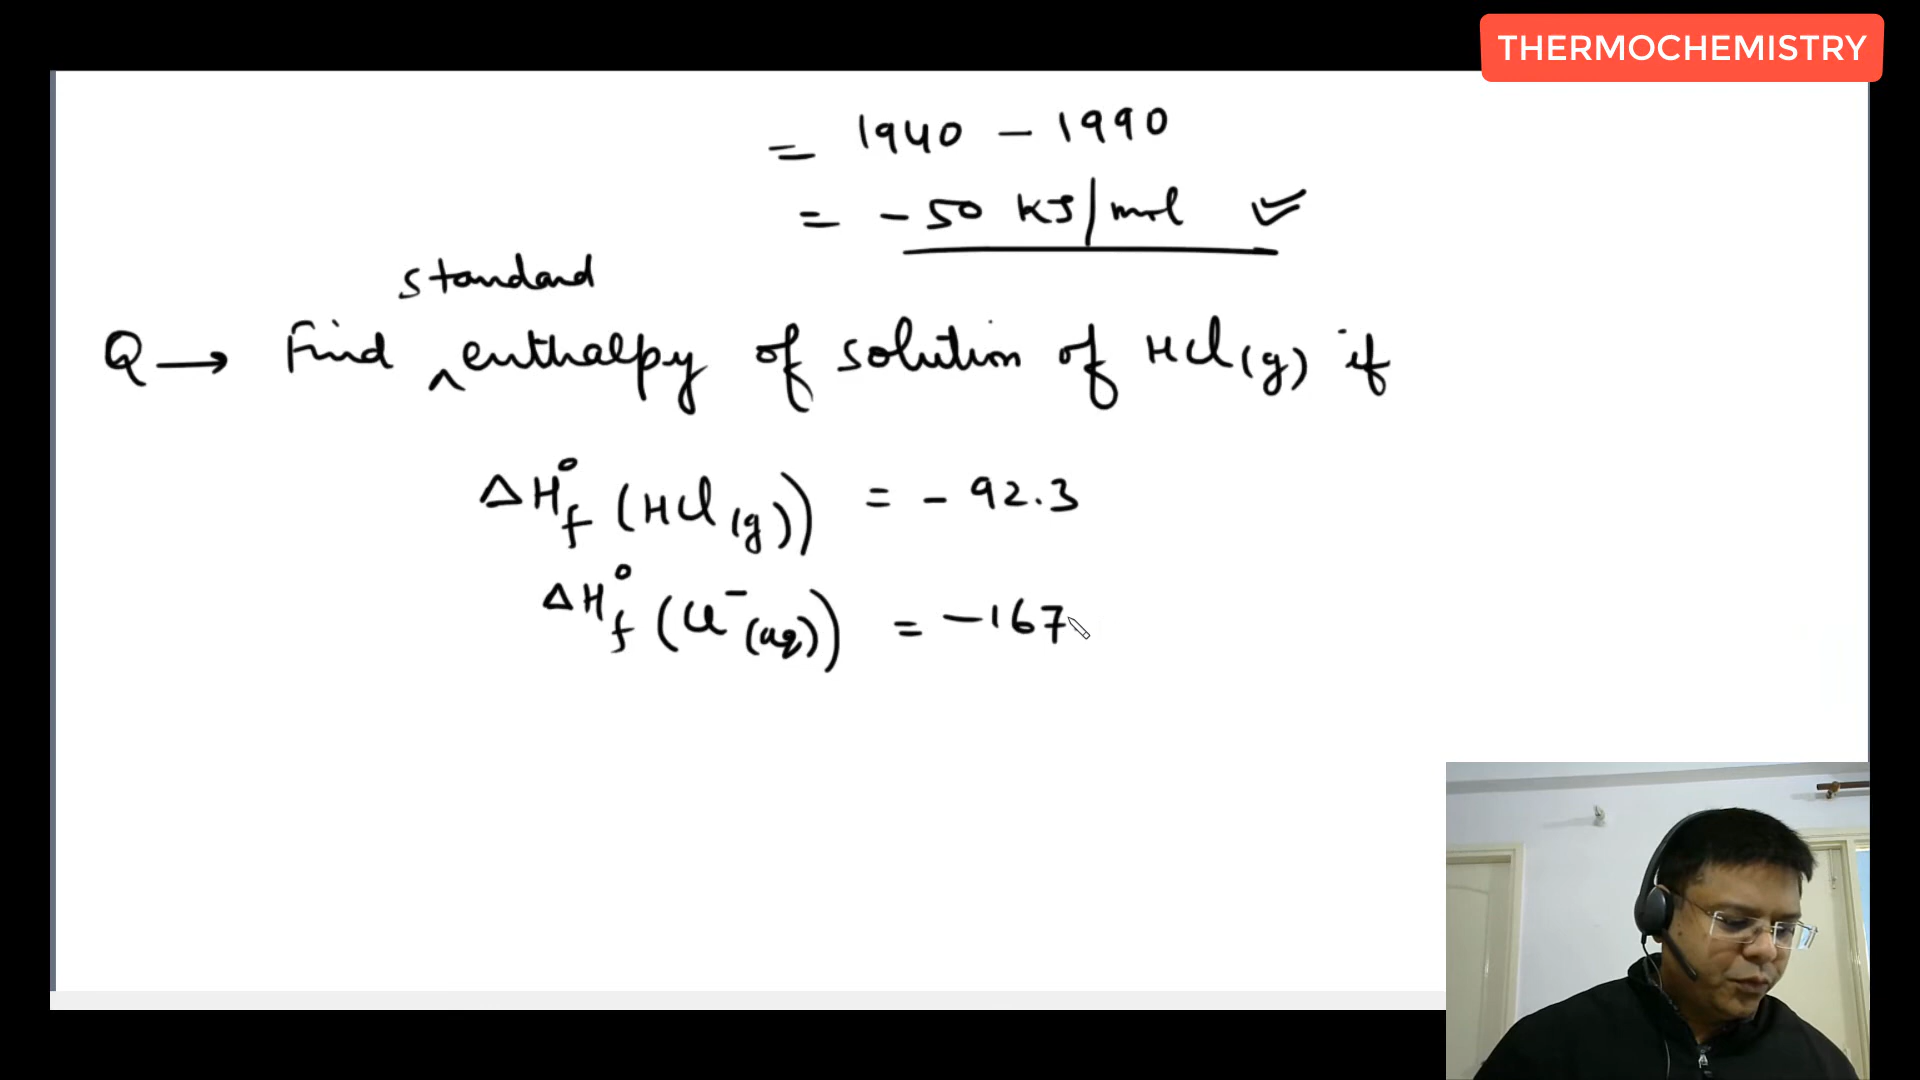 THERMOCHEMISTRY
= 1940 - 1990
= - 50 KJ/mol
standard
Q → Find ^ enthalpy of solution of HCl(g) if
ΔH°f (HCl(g)) = - 92.3
ΔH°f (Cl⁻(aq)) = -167